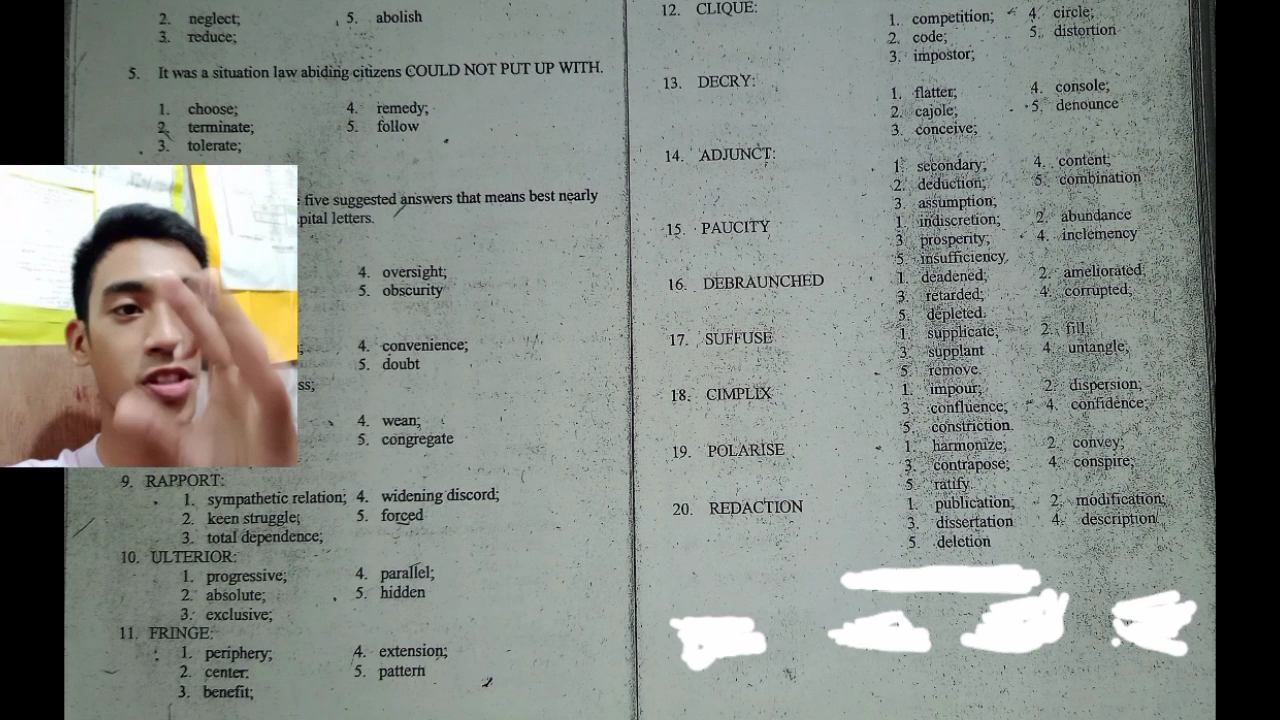 2. neglect; 5. abolish
3. reduce;
5. It was a situation law abiding citizens COULD NOT PUT UP WITH.
1. choose; 4. remedy;
2. terminate; 5. follow
3. tolerate;
five suggested answers that means best nearly
pital letters.
4. oversight;
5. obscurity
4. convenience;
5. doubt
ss;
4. wean;
5. congregate
9. RAPPORT:
1. sympathetic relation; 4. widening discord;
2. keen struggle; 5. forced
3. total dependence;
10. ULTERIOR:
1. progressive; 4. parallel;
2. absolute; 5. hidden
3. exclusive;
11. FRINGE:
1. periphery; 4. extension;
2. center; 5. pattern
3. benefit;
12. CLIQUE:
1. competition; 4. circle;
2. code; 5. distortion
3. impostor;
13. DECRY:
1. flatter; 4. console;
2. cajole; 5. denounce
3. conceive;
14. ADJUNCT:
1. secondary; 4. content;
2. deduction; 5. combination
3. assumption;
15. PAUCITY
1. indiscretion; 2. abundance
3. prosperity; 4. inclemency
5. insufficiency.
16. DEBRAUNCHED
1. deadened; 2. ameliorated;
3. retarded; 4. corrupted;
5. depleted.
17. SUFFUSE
1. supplicate; 2. fill;
3. supplant 4. untangle;
5. remove.
18. CIMPLIX
1. impour; 2. dispersion;
3. confluence; 4. confidence;
5. constriction.
19. POLARISE
1. harmonize; 2. convey;
3. contrapose; 4. conspire;
5. ratify
20. REDACTION
1. publication; 2. modification;
3. dissertation 4. description
5. deletion